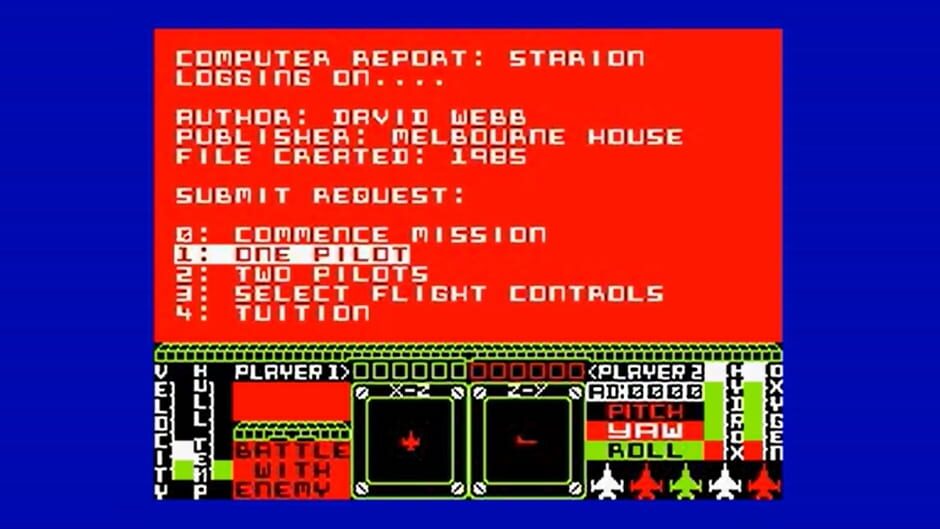 COMPUTER REPORT: STARION
LOGGING ON....
AUTHOR: DAVID WEBB
PUBLISHER: MELBOURNE HOUSE
FILE CREATED: 1985
SUBMIT REQUEST:
0: COMMENCE MISSION
1: ONE PILOT
2: TWO PILOTS
3: SELECT FLIGHT CONTROLS
4: TUITION
VELOCITY
HULL TEMP
PLAYER 1>
<PLAYER 2
X-Z
Z-Y
AD:0000
PITCH
YAW
ROLL
BATTLE
WITH
ENEMY
HYDROX
OXYGEN